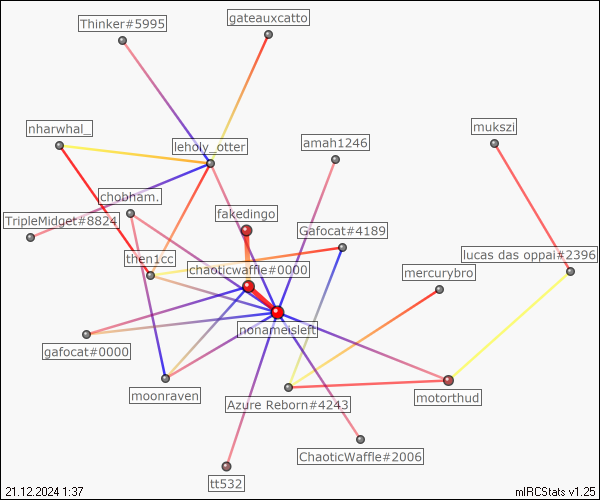 Thinker#5995
gateauxcatto
nharwhal_
leholy_otter
amah1246
mukszi
chobham.
TripleMidget#8824
fakedingo
Gafocat#4189
then1cc
chaoticwaffle#0000
mercurybro
lucas das oppai#2396
nonameisleft
gafocat#0000
moonraven
Azure Reborn#4243
motorthud
ChaoticWaffle#2006
tt532
21.12.2024 1:37
mIRCStats v1.25